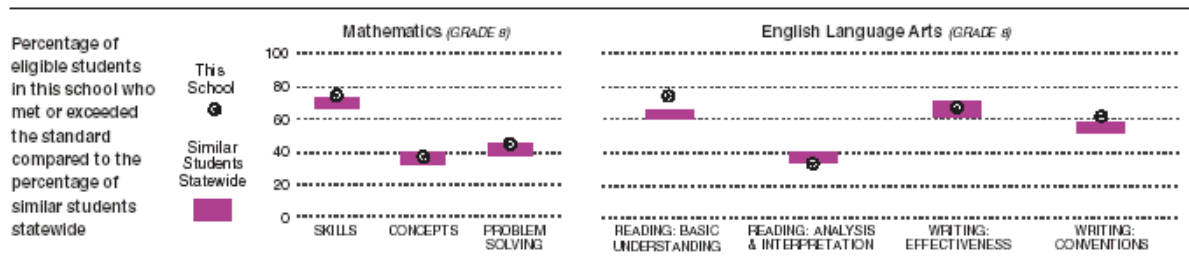 Percentage of
eligible students
in this school who
met or exceeded
the standard
compared to the
percentage of
similar students
statewide
This
School
Similar
Students
Statewide
Mathematics (GRADE 8)
100
80
60
40
20
0
SKILLS
CONCEPTS
PROBLEM
SOLVING
English Language Arts (GRADE 8)
READING: BASIC
UNDERSTANDING
READING: ANALYSIS
& INTERPRETATION
WRITING:
EFFECTIVENESS
WRITING:
CONVENTIONS